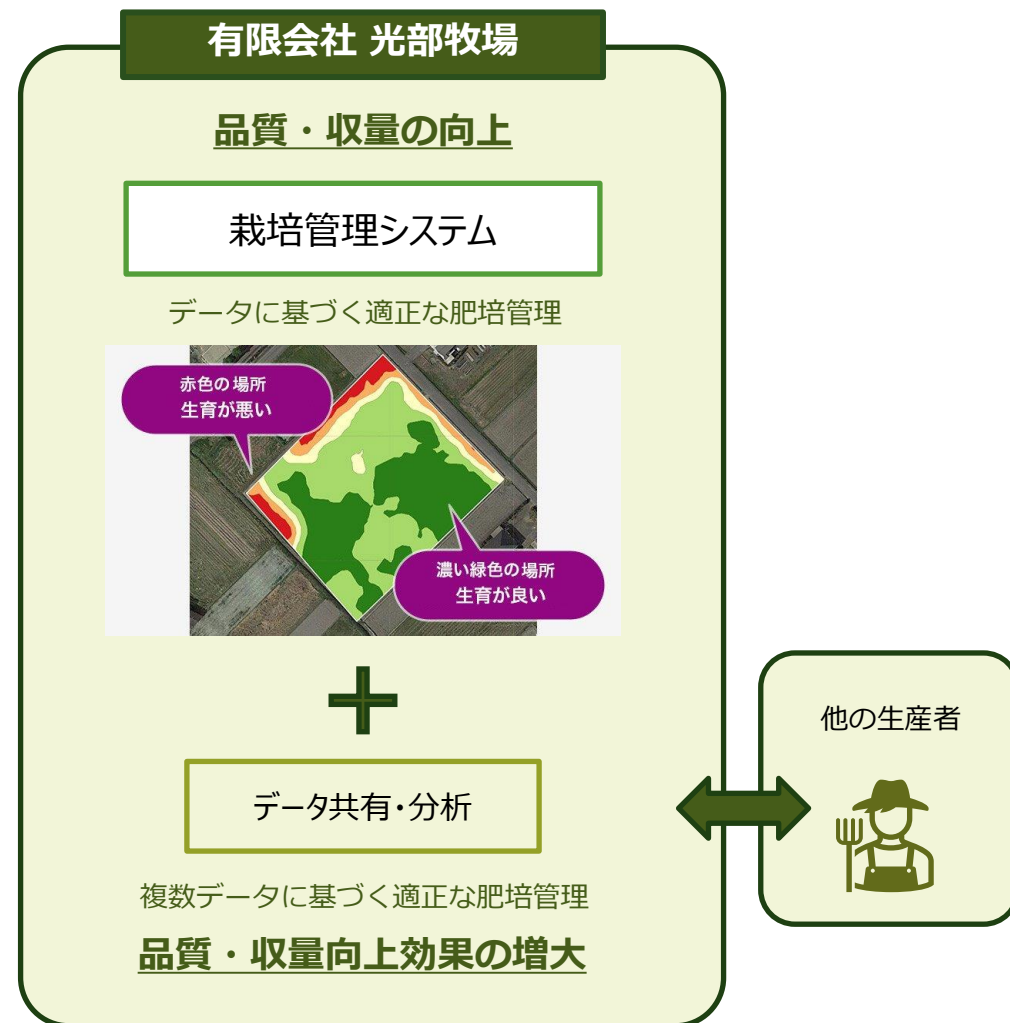 有限会社 光部牧場
品質・収量の向上
栽培管理システム
データに基づく適正な肥培管理
赤色の場所
生育が悪い
濃い緑色の場所
生育が良い
他の生産者
データ共有・分析
複数データに基づく適正な肥培管理
品質・収量向上効果の増大